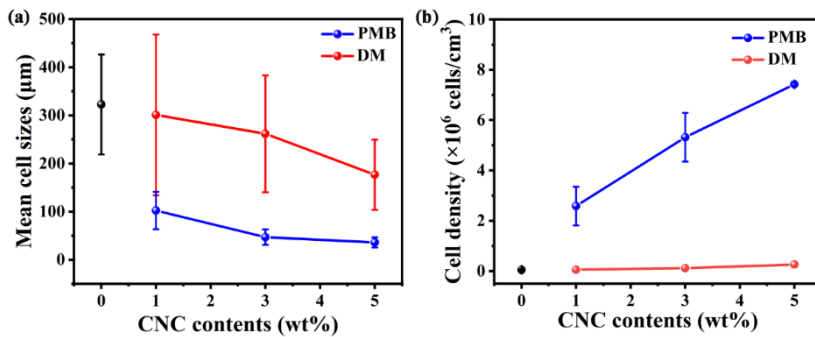 (a)
500
400
300
200
100
0
Mean cell sizes (μm)
PMB
DM
0 1 2 3 4 5
CNC contents (wt%)
(b)
10
8
6
4
2
0
Cell density (×10⁶ cells/cm³)
PMB
DM
0 1 2 3 4 5
CNC contents (wt%)